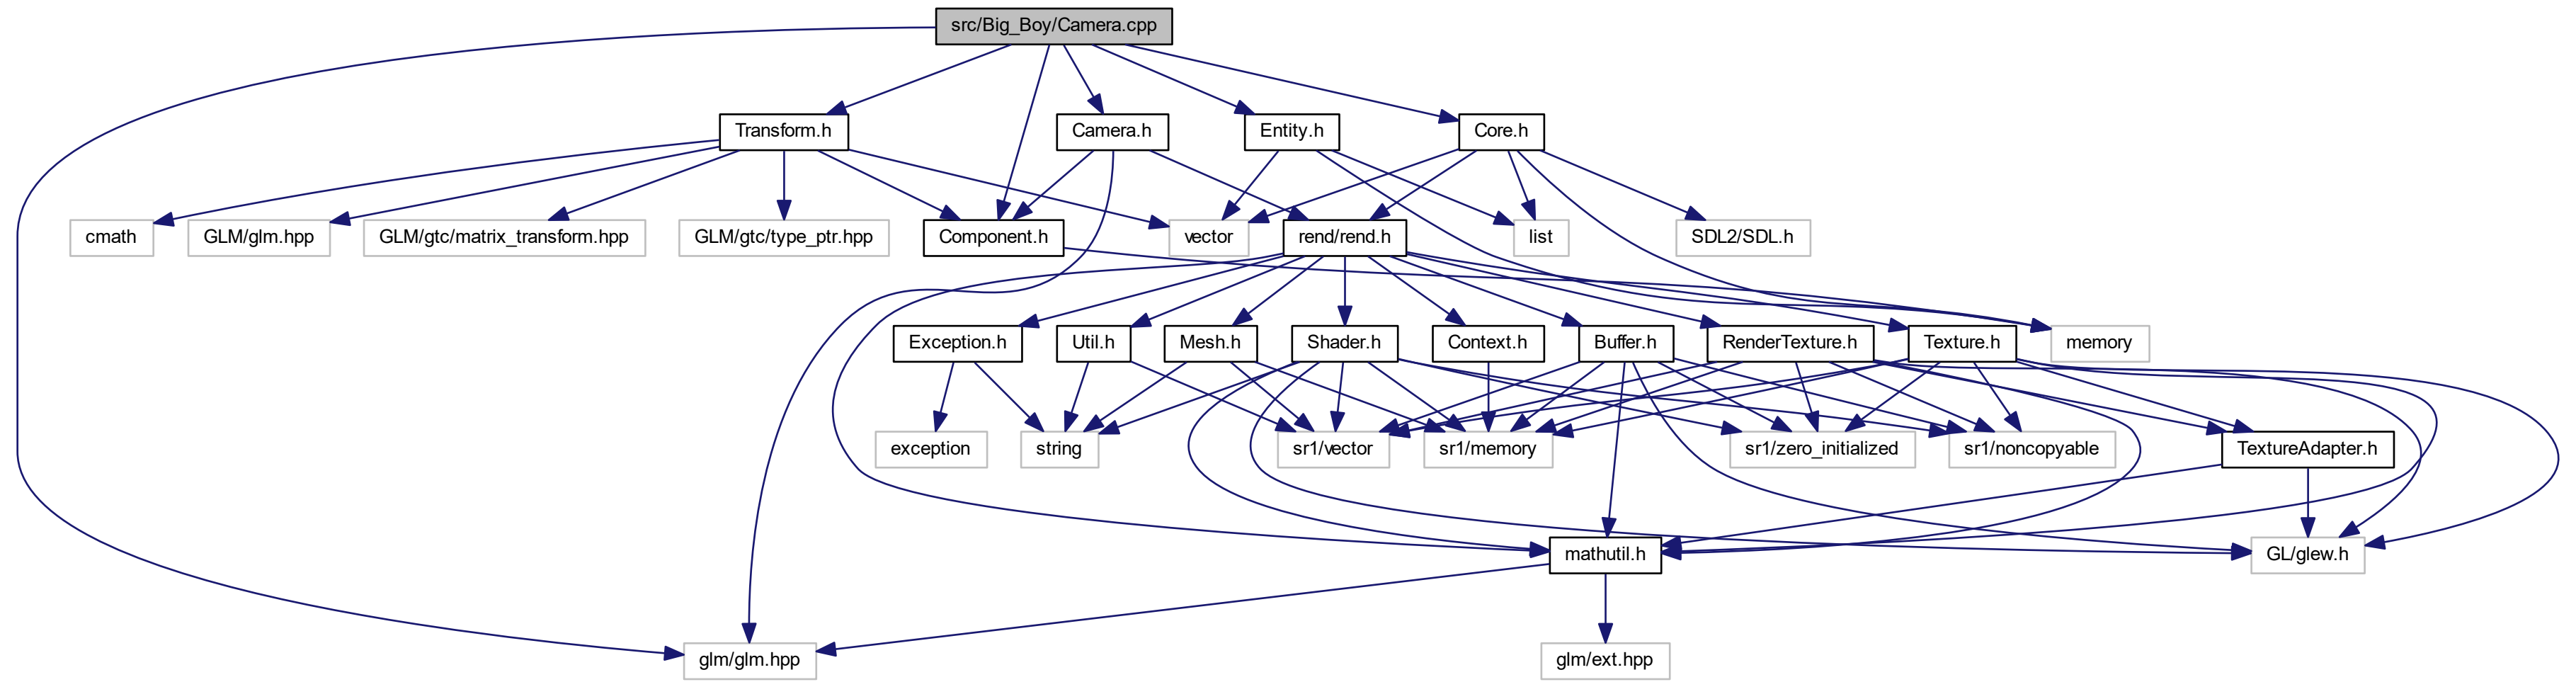 src/Big_Boy/Camera.cpp
Transform.h
Camera.h
Entity.h
Core.h
cmath
GLM/glm.hpp
GLM/gtc/matrix_transform.hpp
GLM/gtc/type_ptr.hpp
Component.h
vector
rend/rend.h
list
SDL2/SDL.h
Exception.h
Util.h
Mesh.h
Shader.h
Context.h
Buffer.h
RenderTexture.h
Texture.h
memory
exception
string
sr1/vector
sr1/memory
sr1/zero_initialized
sr1/noncopyable
TextureAdapter.h
mathutil.h
GL/glew.h
glm/glm.hpp
glm/ext.hpp